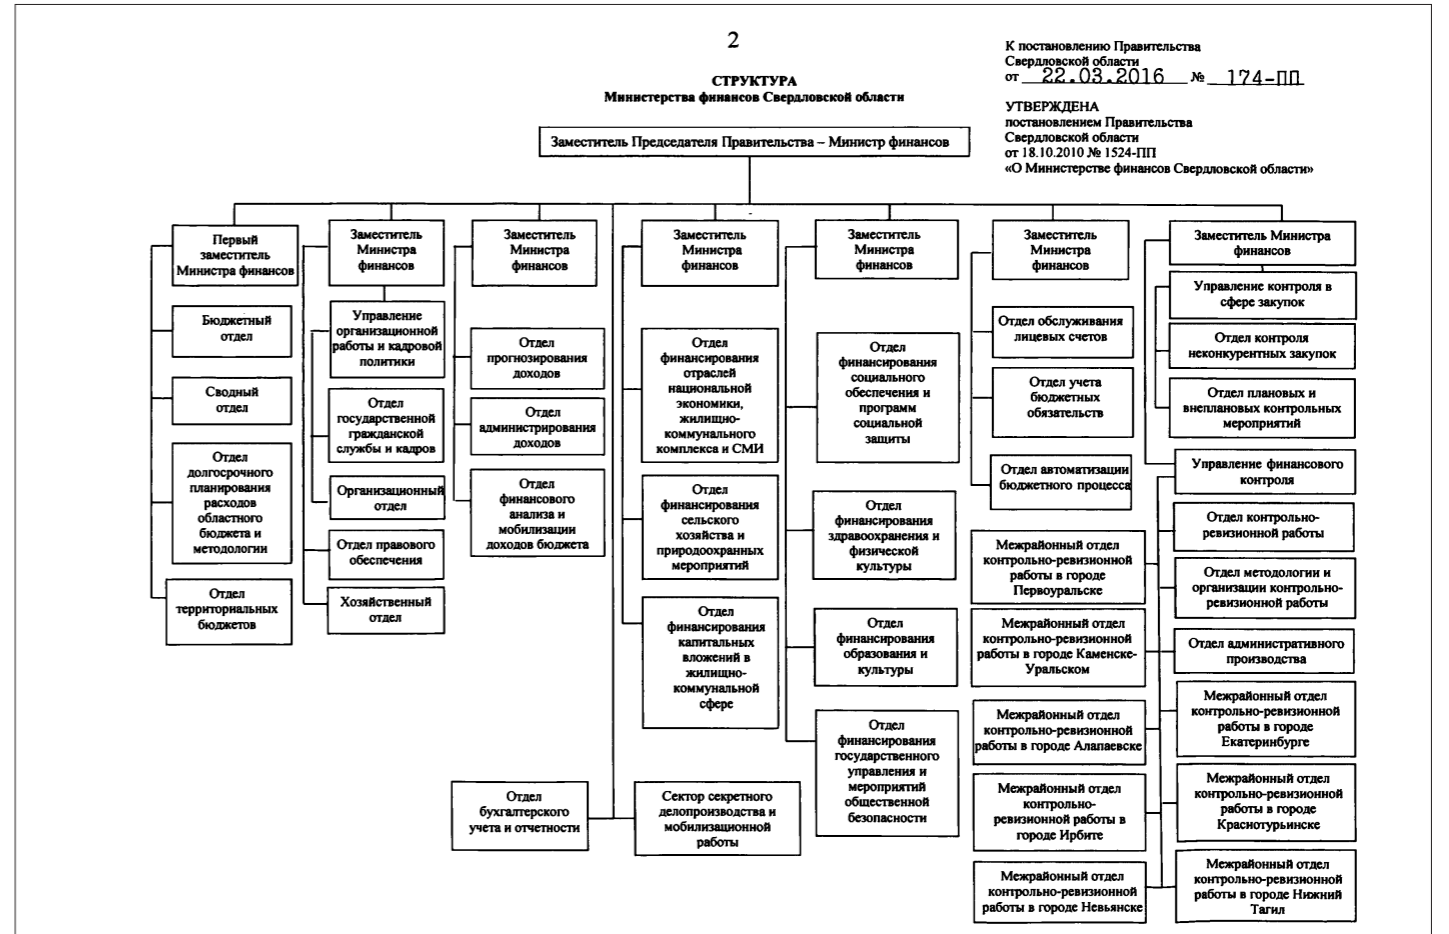 2
К постановлению Правительства
Свердловской области
от 22.03.2016 № 174-ПП
СТРУКТУРА
Министерства финансов Свердловской области
УТВЕРЖДЕНА
постановлением Правительства
Свердловской области
от 18.10.2010 № 1524-ПП
«О Министерстве финансов Свердловской области»
Заместитель Председателя Правительства – Министр финансов
Первый
заместитель
Министра финансов
Бюджетный
отдел
Сводный
отдел
Отдел
долгосрочного
планирования
расходов
областного
бюджета и
методологии
Отдел
территориальных
бюджетов
Заместитель
Министра
финансов
Управление
организационной
работы и кадровой
политики
Отдел
государственной
гражданской
службы и кадров
Организационный
отдел
Отдел правового
обеспечения
Хозяйственный
отдел
Заместитель
Министра
финансов
Отдел
прогнозирования
доходов
Отдел
администрирования
доходов
Отдел
финансового
анализа и
мобилизации
доходов бюджета
Отдел
бухгалтерского
учета и отчетности
Заместитель
Министра
финансов
Отдел
финансирования
отраслей
национальной
экономики,
жилищно-
коммунального
комплекса и СМИ
Отдел
финансирования
сельского
хозяйства и
природоохранных
мероприятий
Отдел
финансирования
капитальных
вложений в
жилищно-
коммунальной
сфере
Сектор секретного
делопроизводства и
мобилизационной
работы
Заместитель
Министра
финансов
Отдел
финансирования
социального
обеспечения и
программ
социальной
защиты
Отдел
финансирования
здравоохранения и
физической
культуры
Отдел
финансирования
образования и
культуры
Отдел
финансирования
государственного
управления и
мероприятий
общественной
безопасности
Заместитель
Министра
финансов
Отдел обслуживания
лицевых счетов
Отдел учета
бюджетных
обязательств
Отдел автоматизации
бюджетного процесса
Межрайонный отдел
контрольно-ревизионной
работы в городе
Первоуральске
Межрайонный отдел
контрольно-ревизионной
работы в городе Каменске-
Уральском
Межрайонный отдел
контрольно-ревизионной
работы в городе Алапаевске
Межрайонный отдел
контрольно-
ревизионной работы в
городе Ирбите
Межрайонный отдел
контрольно-ревизионной
работы в городе Невьянске
Заместитель Министра
финансов
Управление контроля в
сфере закупок
Отдел контроля
неконкурентных закупок
Отдел плановых и
внеплановых контрольных
мероприятий
Управление финансового
контроля
Отдел контрольно-
ревизионной работы
Отдел методологии и
организации контрольно-
ревизионной работы
Отдел административного
производства
Межрайонный отдел
контрольно-ревизионной
работы в городе
Екатеринбурге
Межрайонный отдел
контрольно-ревизионной
работы в городе
Краснотурьинске
Межрайонный отдел
контрольно-ревизионной
работы в городе Нижний
Тагил